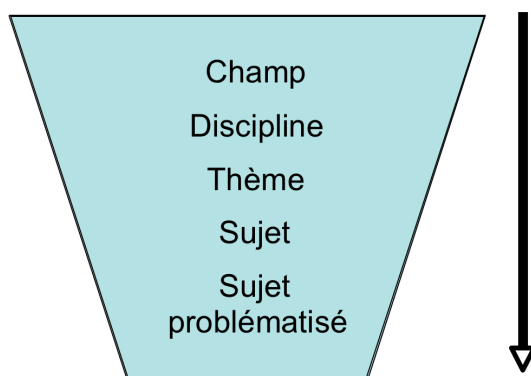 Champ
Discipline
Thème
Sujet
Sujet
problématisé